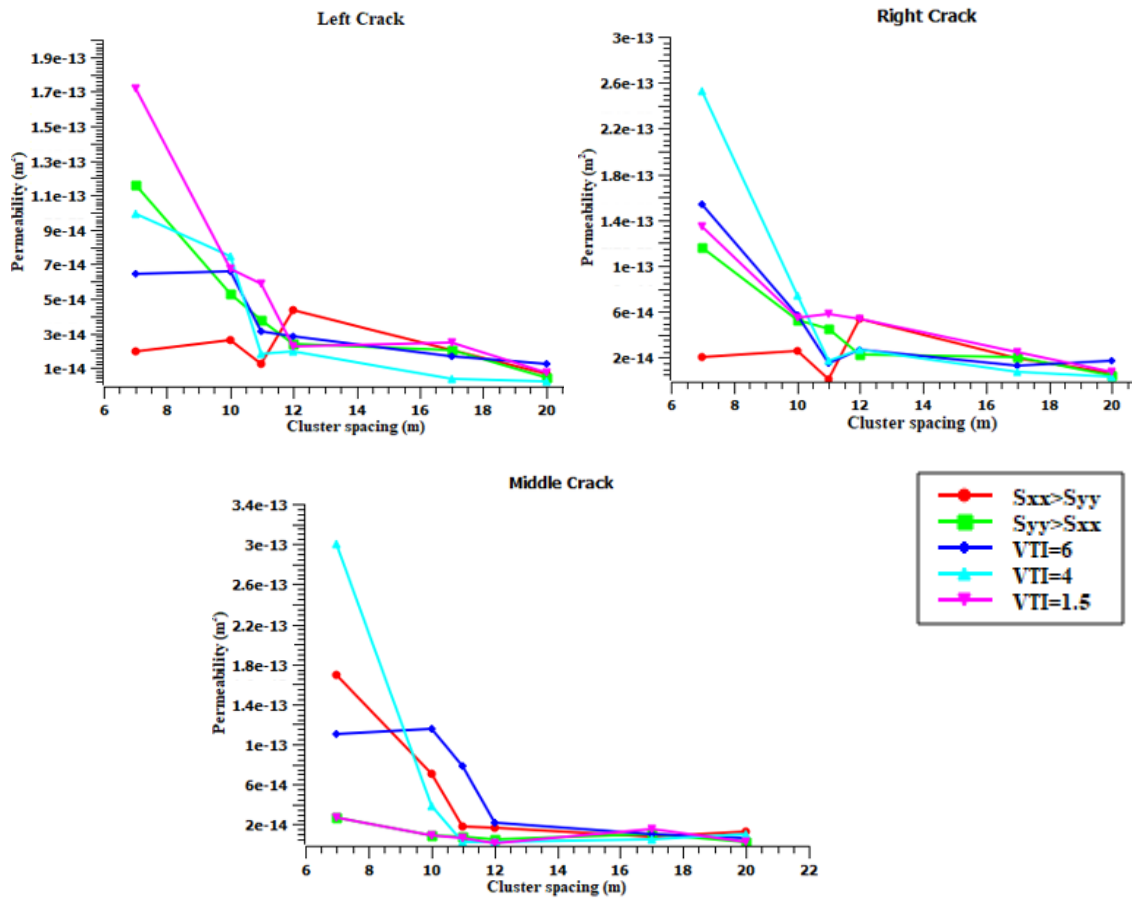 Left Crack
1.9e-13
1.7e-13
1.5e-13
1.3e-13
1.1e-13
9e-14
7e-14
5e-14
3e-14
1e-14
Permeability (m²)
6 8 10 12 14 16 18 20
Cluster spacing (m)
Right Crack
3e-13
2.6e-13
2.2e-13
1.8e-13
1.4e-13
1e-13
6e-14
2e-14
Permeability (m²)
6 8 10 12 14 16 18 20
Cluster spacing (m)
Middle Crack
3.4e-13
3e-13
2.6e-13
2.2e-13
1.8e-13
1.4e-13
1e-13
6e-14
2e-14
Permeability (m²)
6 8 10 12 14 16 18 20 22
Cluster spacing (m)
Sxx>Syy
Syy>Sxx
VTI=6
VTI=4
VTI=1.5